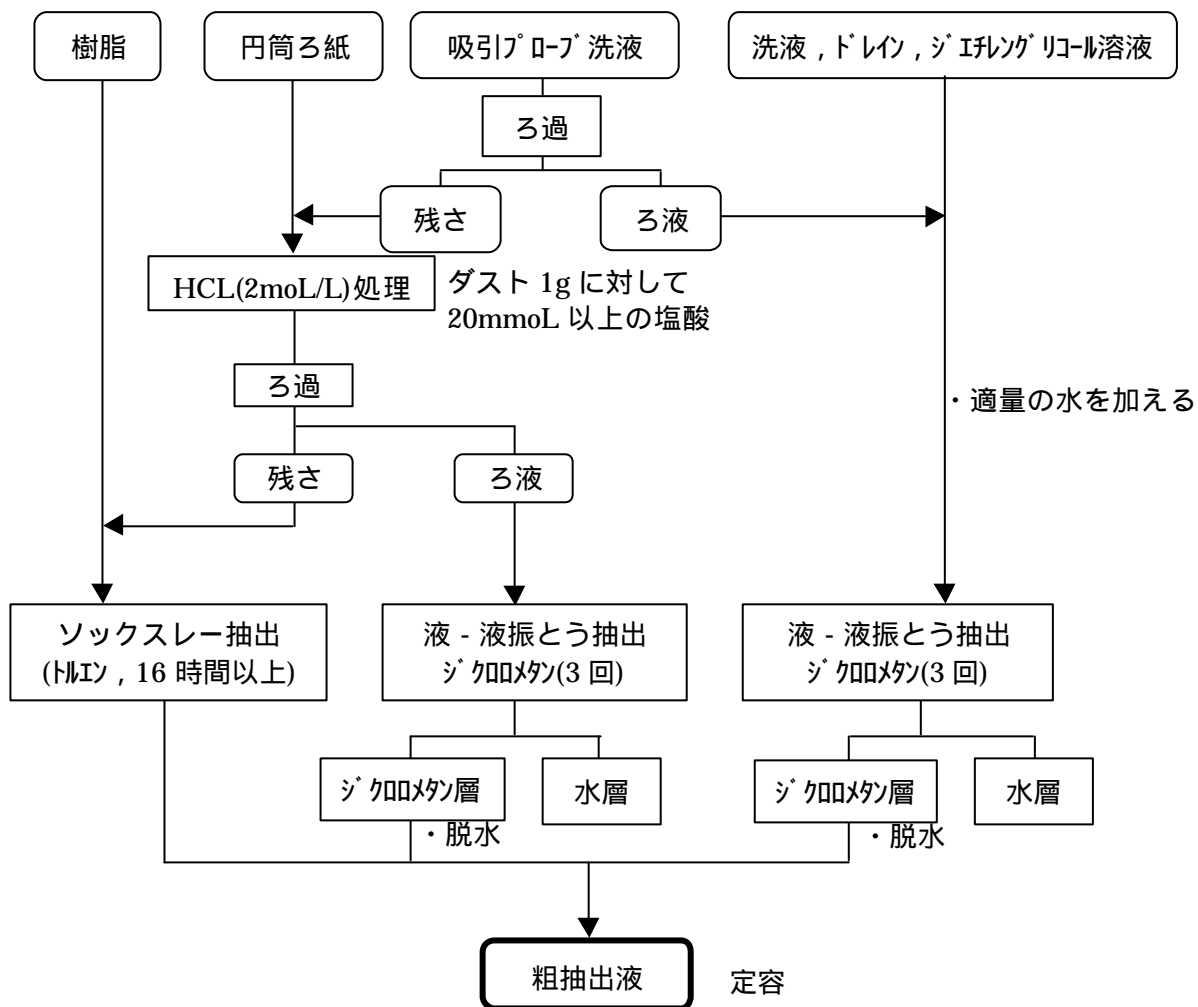 樹脂
円筒ろ紙
吸引ﾌﾟﾛｰﾌﾞ洗液
洗液，ﾄﾞﾚｲﾝ，ｼﾞｴﾁﾚﾝｸﾞﾘｺｰﾙ溶液
ろ過
残さ
ろ液
HCL(2moL/L)処理
ダスト 1g に対して
20mmoL 以上の塩酸
ろ過
・適量の水を加える
残さ
ろ液
ソックスレー抽出
(ﾄﾙｴﾝ，16 時間以上)
液 - 液振とう抽出
ｼﾞｸﾛﾛﾒﾀﾝ(3 回)
液 - 液振とう抽出
ｼﾞｸﾛﾛﾒﾀﾝ(3 回)
ｼﾞｸﾛﾛﾒﾀﾝ層
水層
ｼﾞｸﾛﾛﾒﾀﾝ層
水層
・脱水
・脱水
粗抽出液
定容